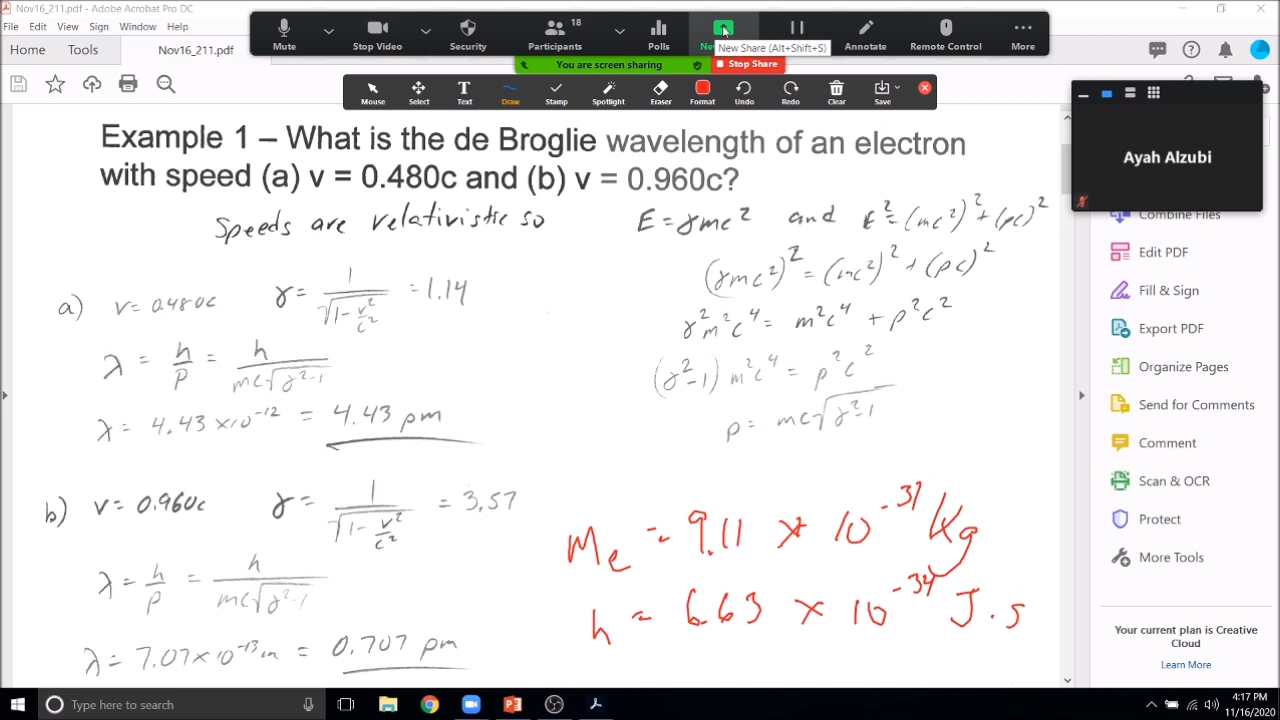 Nov16_211.pdf - Adobe Acrobat Pro DC
File Edit View Sign Window Help
Home Tools Nov16_211.pdf
Mute Stop Video Security Participants 18 Polls Annotate Remote Control More
New Share (Alt+Shift+S)
You are screen sharing Stop Share
Mouse Select Text Draw Stamp Spotlight Eraser Format Undo Redo Clear Save
Ayah Alzubi
Example 1 – What is the de Broglie wavelength of an electron
with speed (a) v = 0.480c and (b) v = 0.960c?
Speeds are relativistic so E = γmc² and E² = (mc²)² + (pc)²
(γmc²)² = (mc²)² + (pc)²
a) v = 0.480c γ = 1/√(1-v²/c²) = 1.14
γ²m²c⁴ = m²c⁴ + p²c²
λ = h/p = h/(mc√(γ²-1))
(γ²-1) m²c⁴ = p²c²
λ = 4.43 x10⁻¹² = 4.43 pm
p = mc√(γ²-1)
b) v = 0.960c γ = 1/√(1-v²/c²) = 3.57
Me = 9.11 x 10⁻³¹ Kg
λ = h/p = h/(mc√(γ²-1))
h = 6.63 x 10⁻³⁴ J.s
λ = 7.07x10⁻¹³m = 0.707 pm
Combine Files
Edit PDF
Fill & Sign
Export PDF
Organize Pages
Send for Comments
Comment
Scan & OCR
Protect
More Tools
Your current plan is Creative
Cloud
Learn More
Type here to search
4:17 PM
11/16/2020